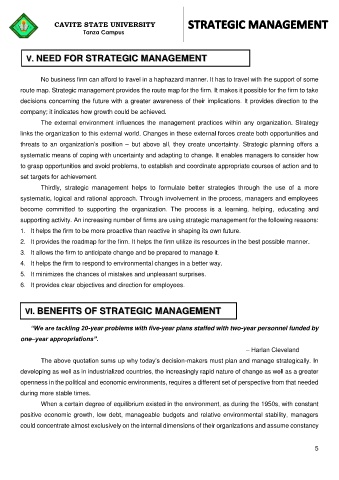 CAVITE STATE UNIVERSITY
Tanza Campus
STRATEGIC MANAGEMENT
V. NEED FOR STRATEGIC MANAGEMENT
No business firm can afford to travel in a haphazard manner. It has to travel with the support of some
route map. Strategic management provides the route map for the firm. It makes it possible for the firm to take
decisions concerning the future with a greater awareness of their implications. It provides direction to the
company; it indicates how growth could be achieved.
The external environment influences the management practices within any organization. Strategy
links the organization to this external world. Changes in these external forces create both opportunities and
threats to an organization's position – but above all, they create uncertainty. Strategic planning offers a
systematic means of coping with uncertainty and adapting to change. It enables managers to consider how
to grasp opportunities and avoid problems, to establish and coordinate appropriate courses of action and to
set targets for achievement.
Thirdly, strategic management helps to formulate better strategies through the use of a more
systematic, logical and rational approach. Through involvement in the process, managers and employees
become committed to supporting the organization. The process is a learning, helping, educating and
supporting activity. An increasing number of firms are using strategic management for the following reasons:
1. It helps the firm to be more proactive than reactive in shaping its own future.
2. It provides the roadmap for the firm. It helps the firm utilize its resources in the best possible manner.
3. It allows the firm to anticipate change and be prepared to manage it.
4. It helps the firm to respond to environmental changes in a better way.
5. It minimizes the chances of mistakes and unpleasant surprises.
6. It provides clear objectives and direction for employees.
VI. BENEFITS OF STRATEGIC MANAGEMENT
"We are tackling 20-year problems with five-year plans staffed with two-year personnel funded by
one–year appropriations".
– Harlan Cleveland
The above quotation sums up why today's decision-makers must plan and manage strategically. In
developing as well as in industrialized countries, the increasingly rapid nature of change as well as a greater
openness in the political and economic environments, requires a different set of perspective from that needed
during more stable times.
When a certain degree of equilibrium existed in the environment, as during the 1950s, with constant
positive economic growth, low debt, manageable budgets and relative environmental stability, managers
could concentrate almost exclusively on the internal dimensions of their organizations and assume constancy
5